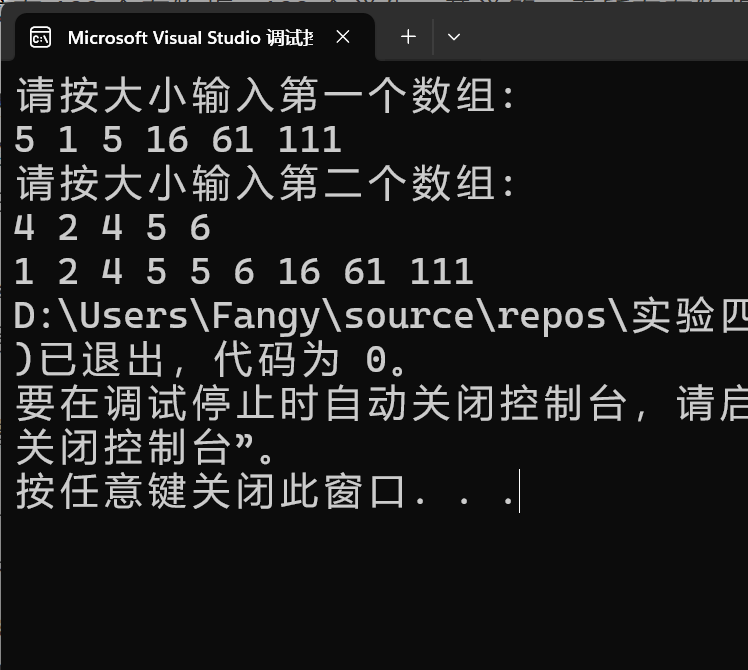 Microsoft Visual Studio 调试
请按大小输入第一个数组：
5 1 5 16 61 111
请按大小输入第二个数组：
4 2 4 5 6
1 2 4 5 5 6 16 61 111
D:\Users\Fangy\source\repos\实验四
)已退出，代码为 0。
要在调试停止时自动关闭控制台，请启
关闭控制台”。
按任意键关闭此窗口. . .